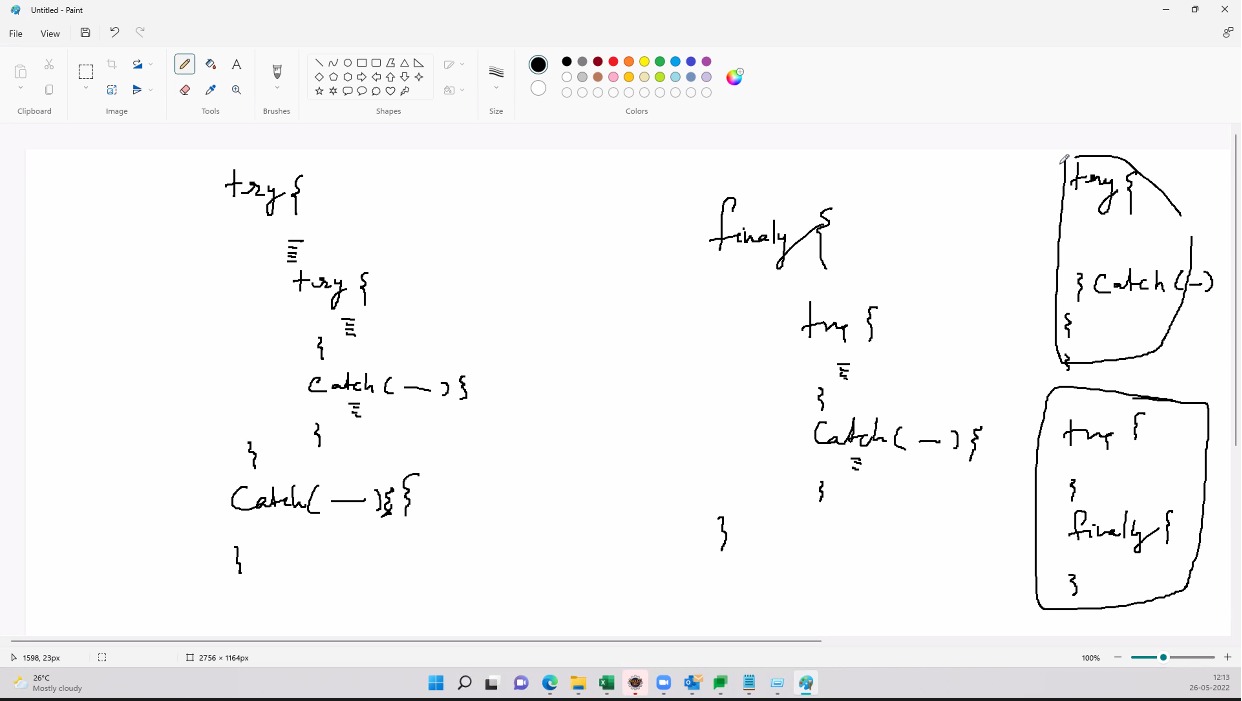 Untitled - Paint
File View
Clipboard
Image
Tools
Brushes
Shapes
Size
Colors
A
try {
try {
}
Catch ( — ) {
}
}
Catch( — ){ {
}
finaly {
try {
}
Catch( — ) {
}
}
try {
} Catch ( — )
{
}
try {
}
finaly {
}
1598, 23px
2756 × 1164px
100%
26°C
Mostly cloudy
12:13
26-05-2022